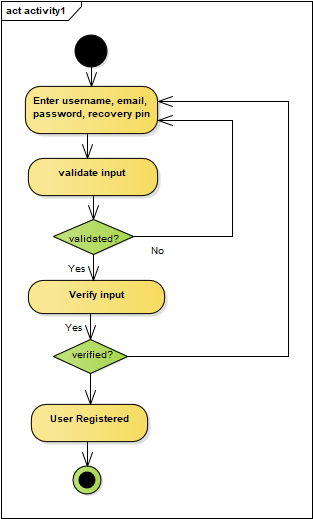 act activity1
Enter username, email,
password, recovery pin
validate input
validated?
No
Yes
Verify input
Yes
verified?
User Registered